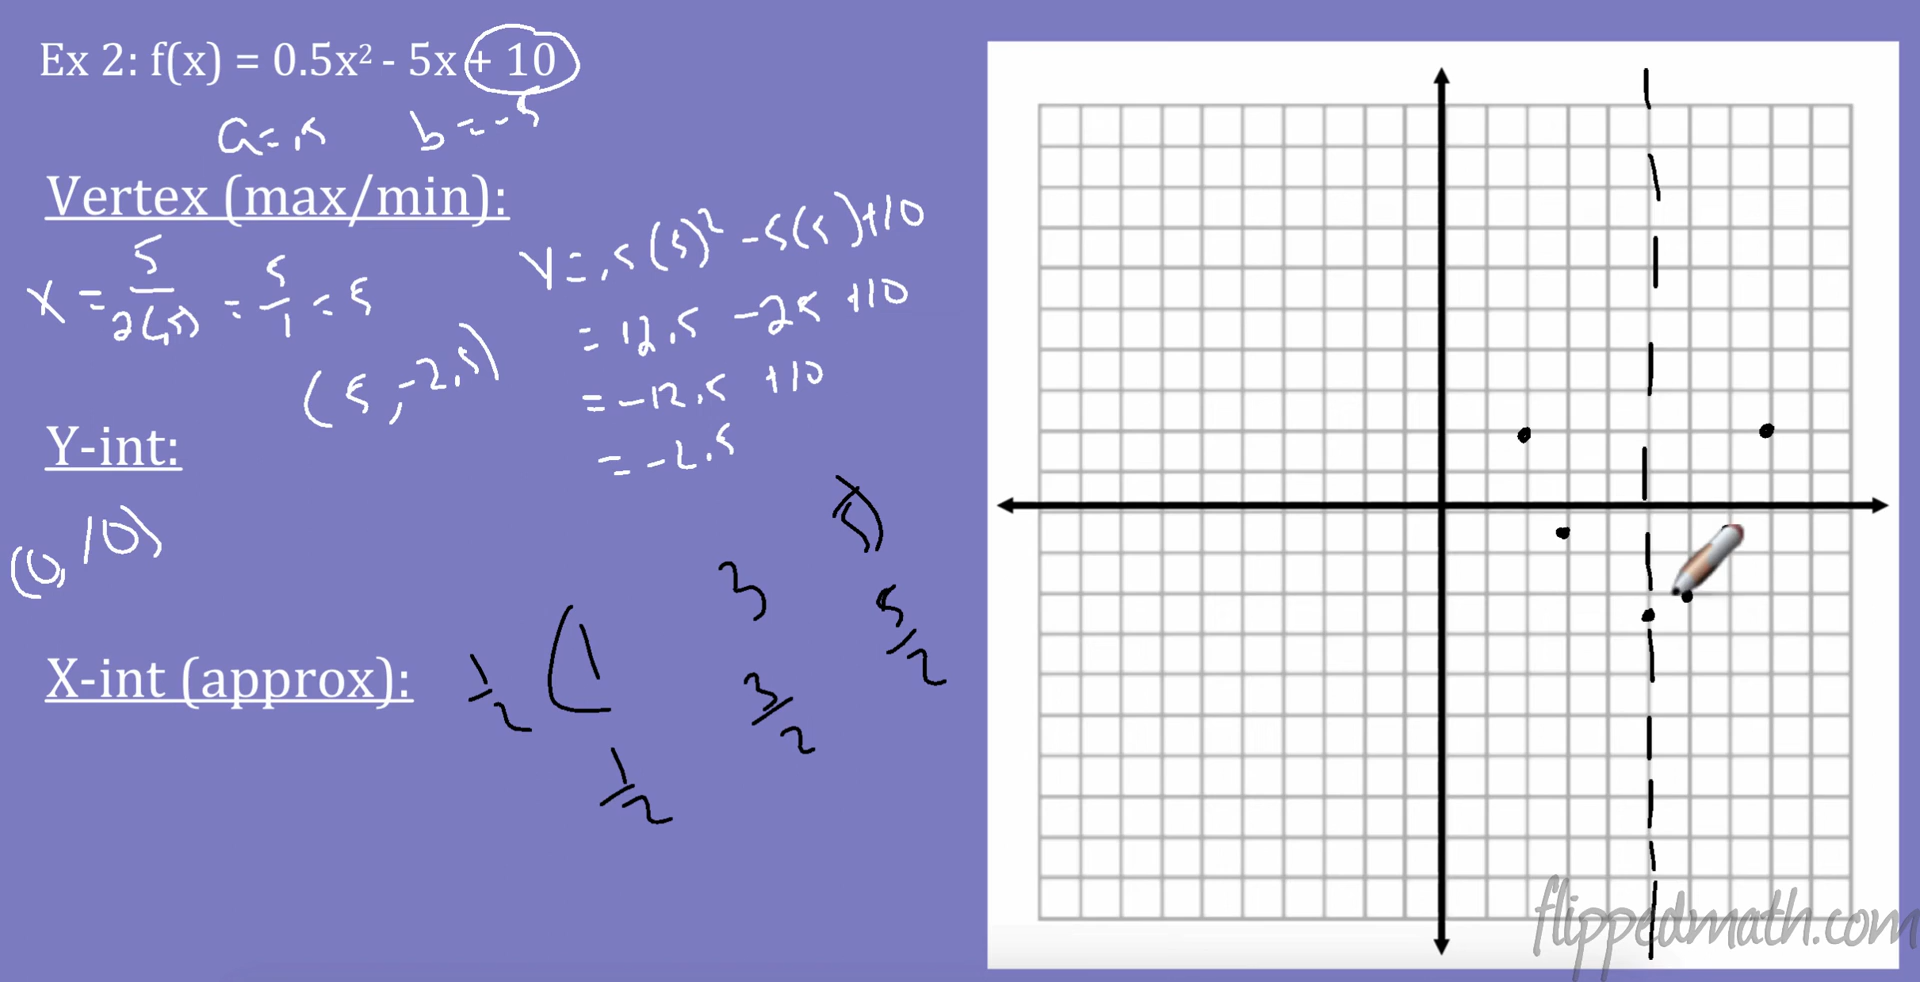 Ex 2: f(x) = 0.5x² - 5x + 10
a = .5 b = -5
Vertex (max/min):
x = 5/2(.5) = 5/1 = 5
(5, -2.5)
y = .5(5)² - 5(5) + 10
= 12.5 - 25 + 10
= -12.5 + 10
= -2.5
Y-int:
(0, 10)
X-int (approx):
1/2 (1 3
1/2 3/2 5/2
flippedmath.com